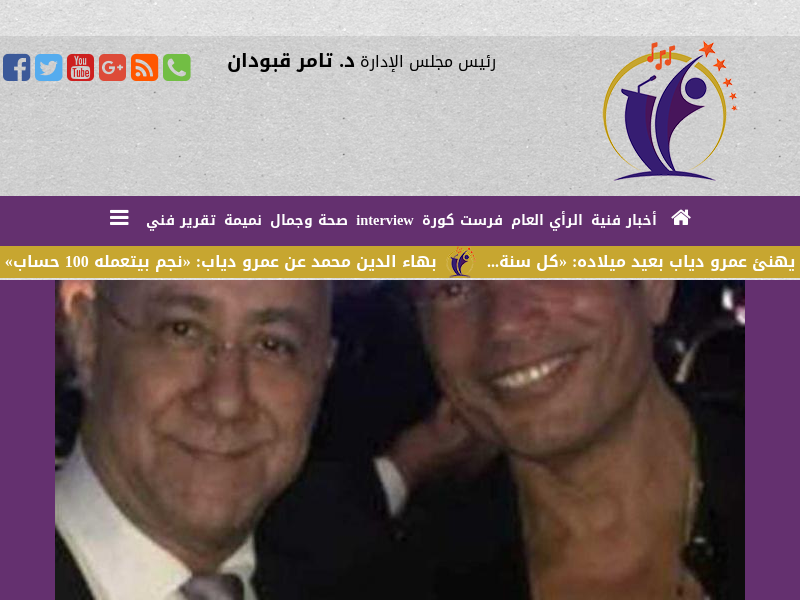 رئيس مجلس الإدارة د. تامر قبودان
أخبار فنية الرأي العام فرست كورة interview صحة وجمال نميمة تقرير فني
يهنئ عمرو دياب بعيد ميلاده: «كل سنة... بهاء الدين محمد عن عمرو دياب: «نجم بيتعمله 100 حساب»